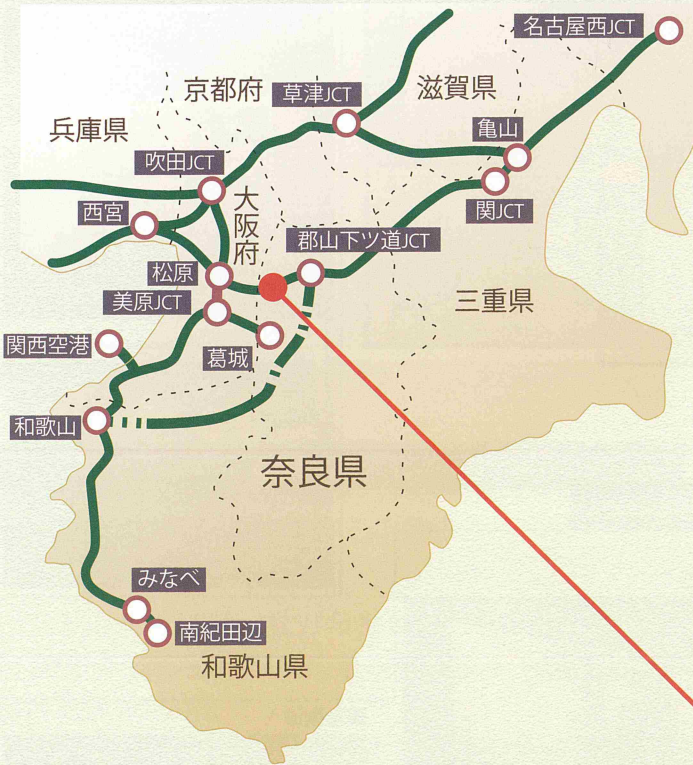 名古屋西JCT
京都府
草津JCT
滋賀県
兵庫県
亀山
吹田JCT
関JCT
西宮
大阪府
郡山下ツ道JCT
松原
美原JCT
三重県
関西空港
葛城
和歌山
奈良県
みなべ
南紀田辺
和歌山県